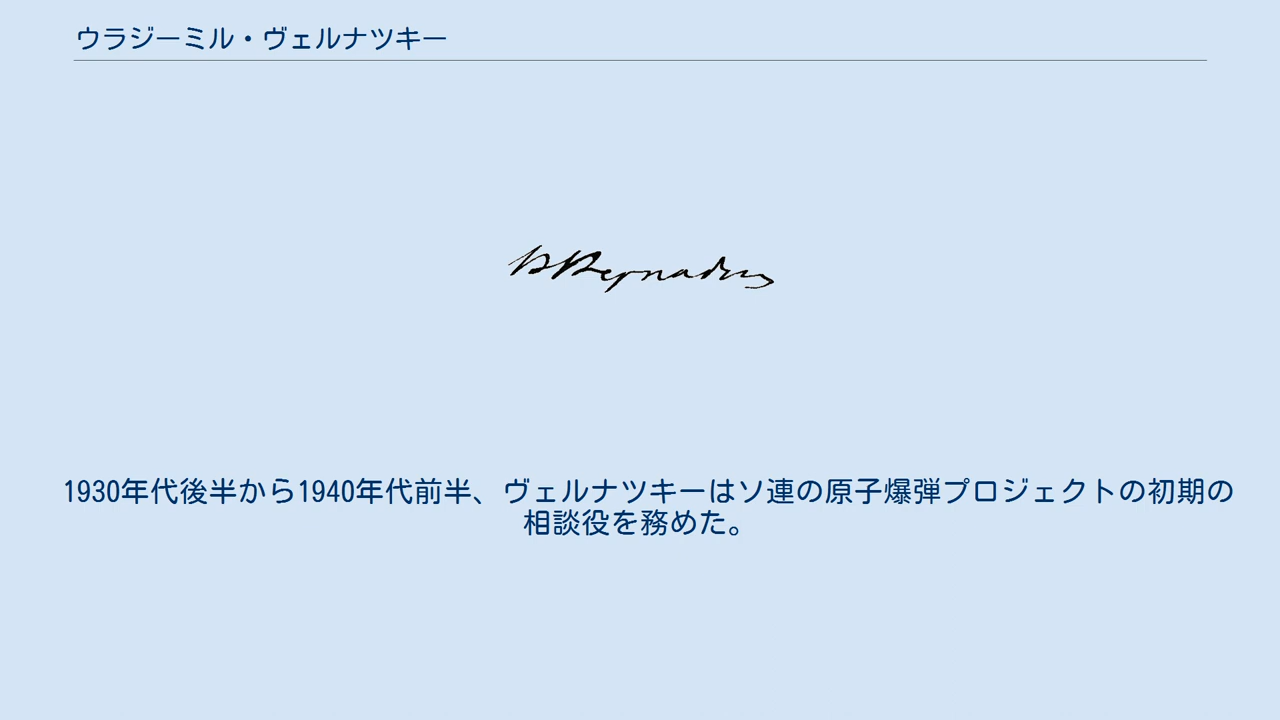 ウラジーミル・ヴェルナツキー
1930年代後半から1940年代前半、ヴェルナツキーはソ連の原子爆弾プロジェクトの初期の
相談役を務めた。